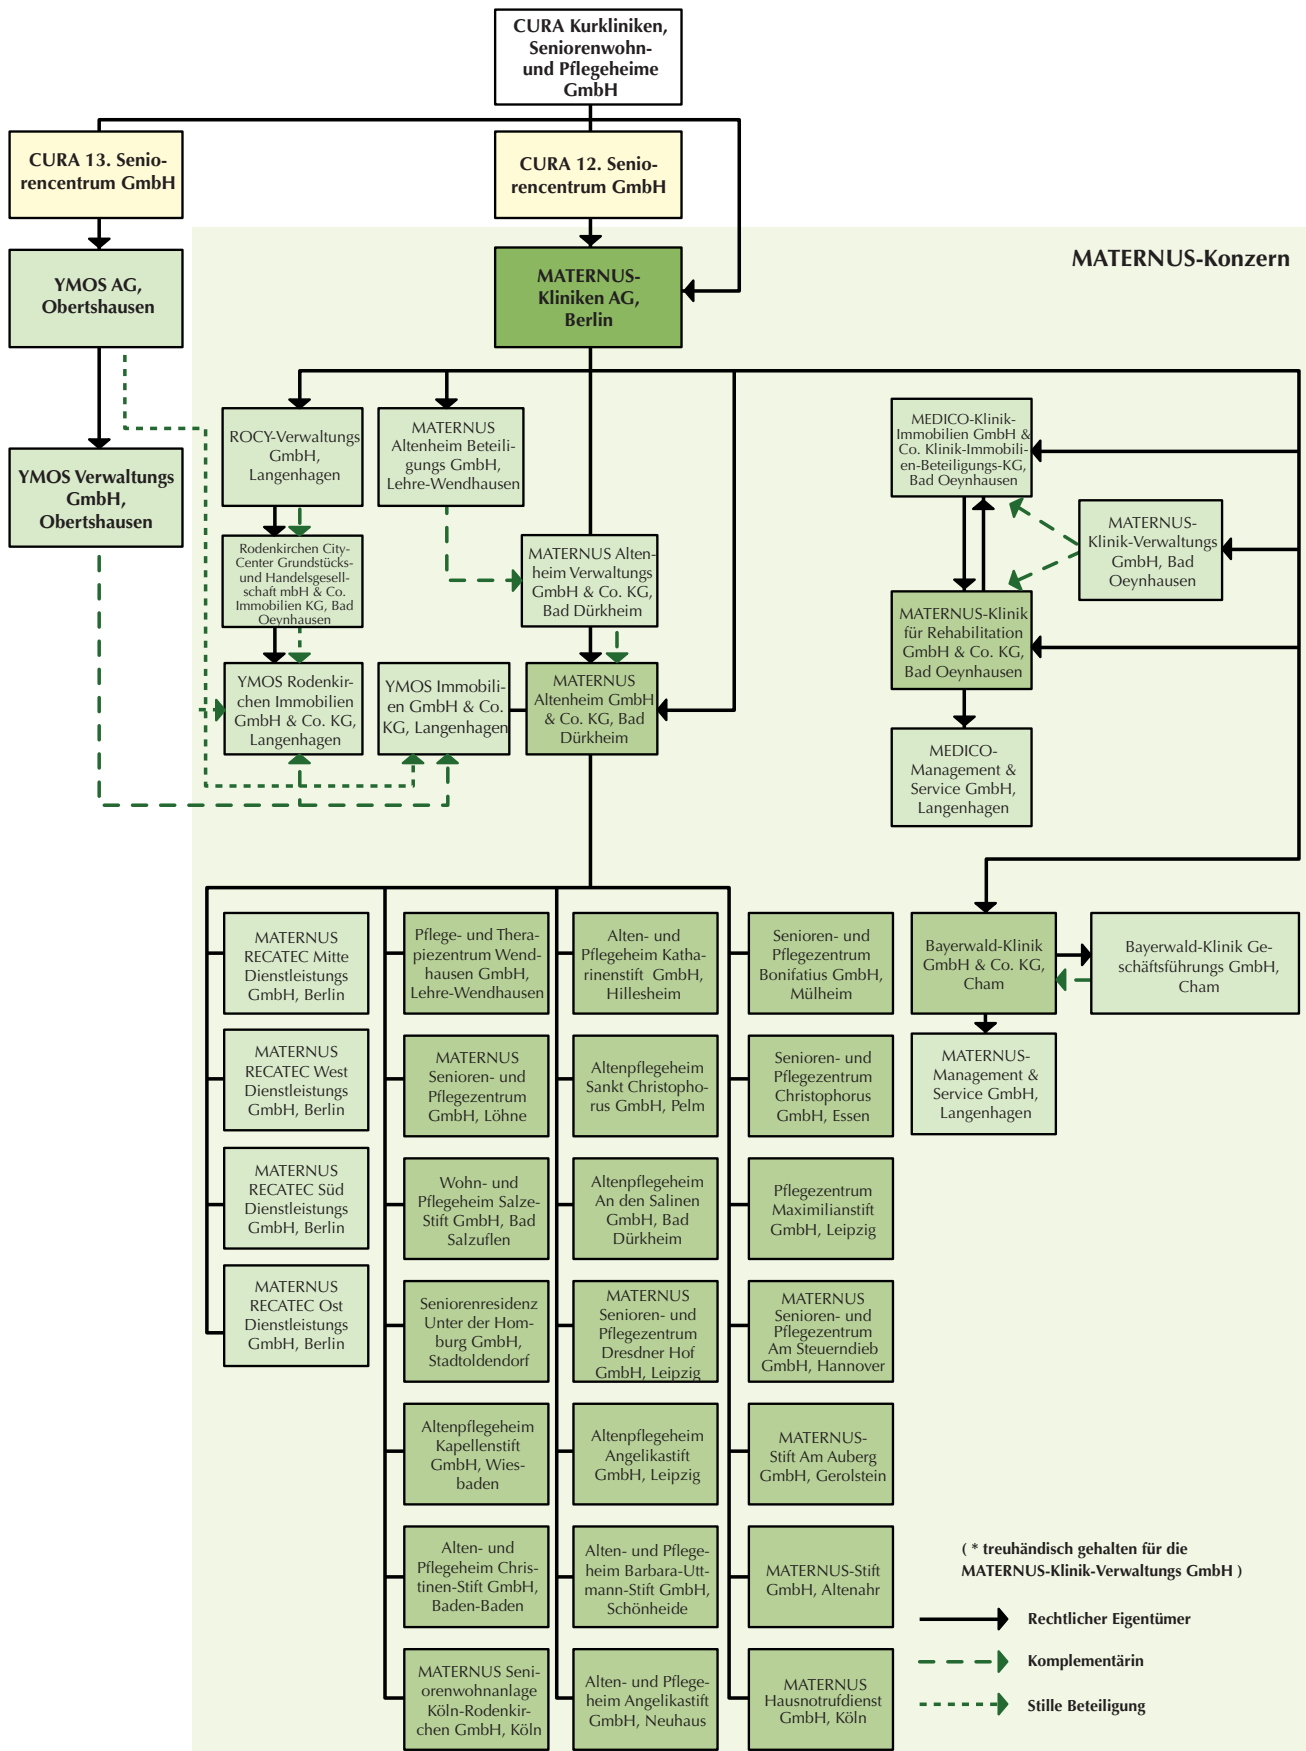 CURA Kurkliniken,
Seniorenwohn-
und Pflegeheime
GmbH
CURA 13. Senio-
rencentrum GmbH
CURA 12. Senio-
rencentrum GmbH
MATERNUS-Konzern
YMOS AG,
Obertshausen
MATERNUS-
Kliniken AG,
Berlin
YMOS Verwaltungs
GmbH,
Obertshausen
ROCY-Verwaltungs
GmbH,
Langenhagen
MATERNUS
Altenheim Beteili-
gungs GmbH,
Lehre-Wendhausen
MEDICO-Klinik-
Immobilien GmbH &
Co. Klinik-Immobili-
en-Beteiligungs-KG,
Bad Oeynhausen
MATERNUS-
Klinik-Verwaltungs
GmbH, Bad
Oeynhausen
Rodenkirchen City-
Center Grundstücks-
und Handelsgesell-
schaft mbH & Co.
Immobilien KG, Bad
Oeynhausen
MATERNUS Alten-
heim Verwaltungs
GmbH & Co. KG,
Bad Dürkheim
MATERNUS-Klinik
für Rehabilitation
GmbH & Co. KG,
Bad Oeynhausen
YMOS Rodenkir-
chen Immobilien
GmbH & Co. KG,
Langenhagen
YMOS Immobili-
en GmbH & Co.
KG, Langenhagen
MATERNUS
Altenheim GmbH
& Co. KG, Bad
Dürkheim
MEDICO-
Management &
Service GmbH,
Langenhagen
MATERNUS
RECATEC Mitte
Dienstleistungs
GmbH, Berlin
MATERNUS
RECATEC West
Dienstleistungs
GmbH, Berlin
MATERNUS
RECATEC Süd
Dienstleistungs
GmbH, Berlin
MATERNUS
RECATEC Ost
Dienstleistungs
GmbH, Berlin
Pflege- und Thera-
piezentrum Wend-
hausen GmbH,
Lehre-Wendhausen
MATERNUS
Senioren- und
Pflegezentrum
GmbH, Löhne
Wohn- und
Pflegeheim Salze-
Stift GmbH, Bad
Salzuflen
Seniorenresidenz
Unter der Hom-
burg GmbH,
Stadtoldendorf
Altenpflegeheim
Kapellenstift
GmbH, Wies-
baden
Alten- und
Pflegeheim Chris-
tinen-Stift GmbH,
Baden-Baden
MATERNUS Seni-
orenwohnanlage
Köln-Rodenkir-
chen GmbH, Köln
Alten- und
Pflegeheim Katha-
rinenstift GmbH,
Hillesheim
Altenpflegeheim
Sankt Christopho-
rus GmbH, Pelm
Altenpflegeheim
An den Salinen
GmbH, Bad
Dürkheim
MATERNUS
Senioren- und
Pflegezentrum
Dresdner Hof
GmbH, Leipzig
Altenpflegeheim
Angelikastift
GmbH, Leipzig
Alten- und Pflege-
heim Barbara-Utt-
mann-Stift GmbH,
Schönheide
Alten- und Pflege-
heim Angelikastift
GmbH, Neuhaus
Senioren- und
Pflegezentrum
Bonifatius GmbH,
Mülheim
Senioren- und
Pflegezentrum
Christophorus
GmbH, Essen
Pflegezentrum
Maximilianstift
GmbH, Leipzig
MATERNUS
Senioren- und
Pflegezentrum
Am Steuerndieb
GmbH, Hannover
MATERNUS-
Stift Am Auberg
GmbH, Gerolstein
MATERNUS-Stift
GmbH, Altenahr
MATERNUS
Hausnotrufdienst
GmbH, Köln
Bayerwald-Klinik
GmbH & Co. KG,
Cham
Bayerwald-Klinik Ge-
schäftsführungs GmbH,
Cham
MATERNUS-
Management &
Service GmbH,
Langenhagen
( * treuhändisch gehalten für die
MATERNUS-Klinik-Verwaltungs GmbH )
Rechtlicher Eigentümer
Komplementärin
Stille Beteiligung